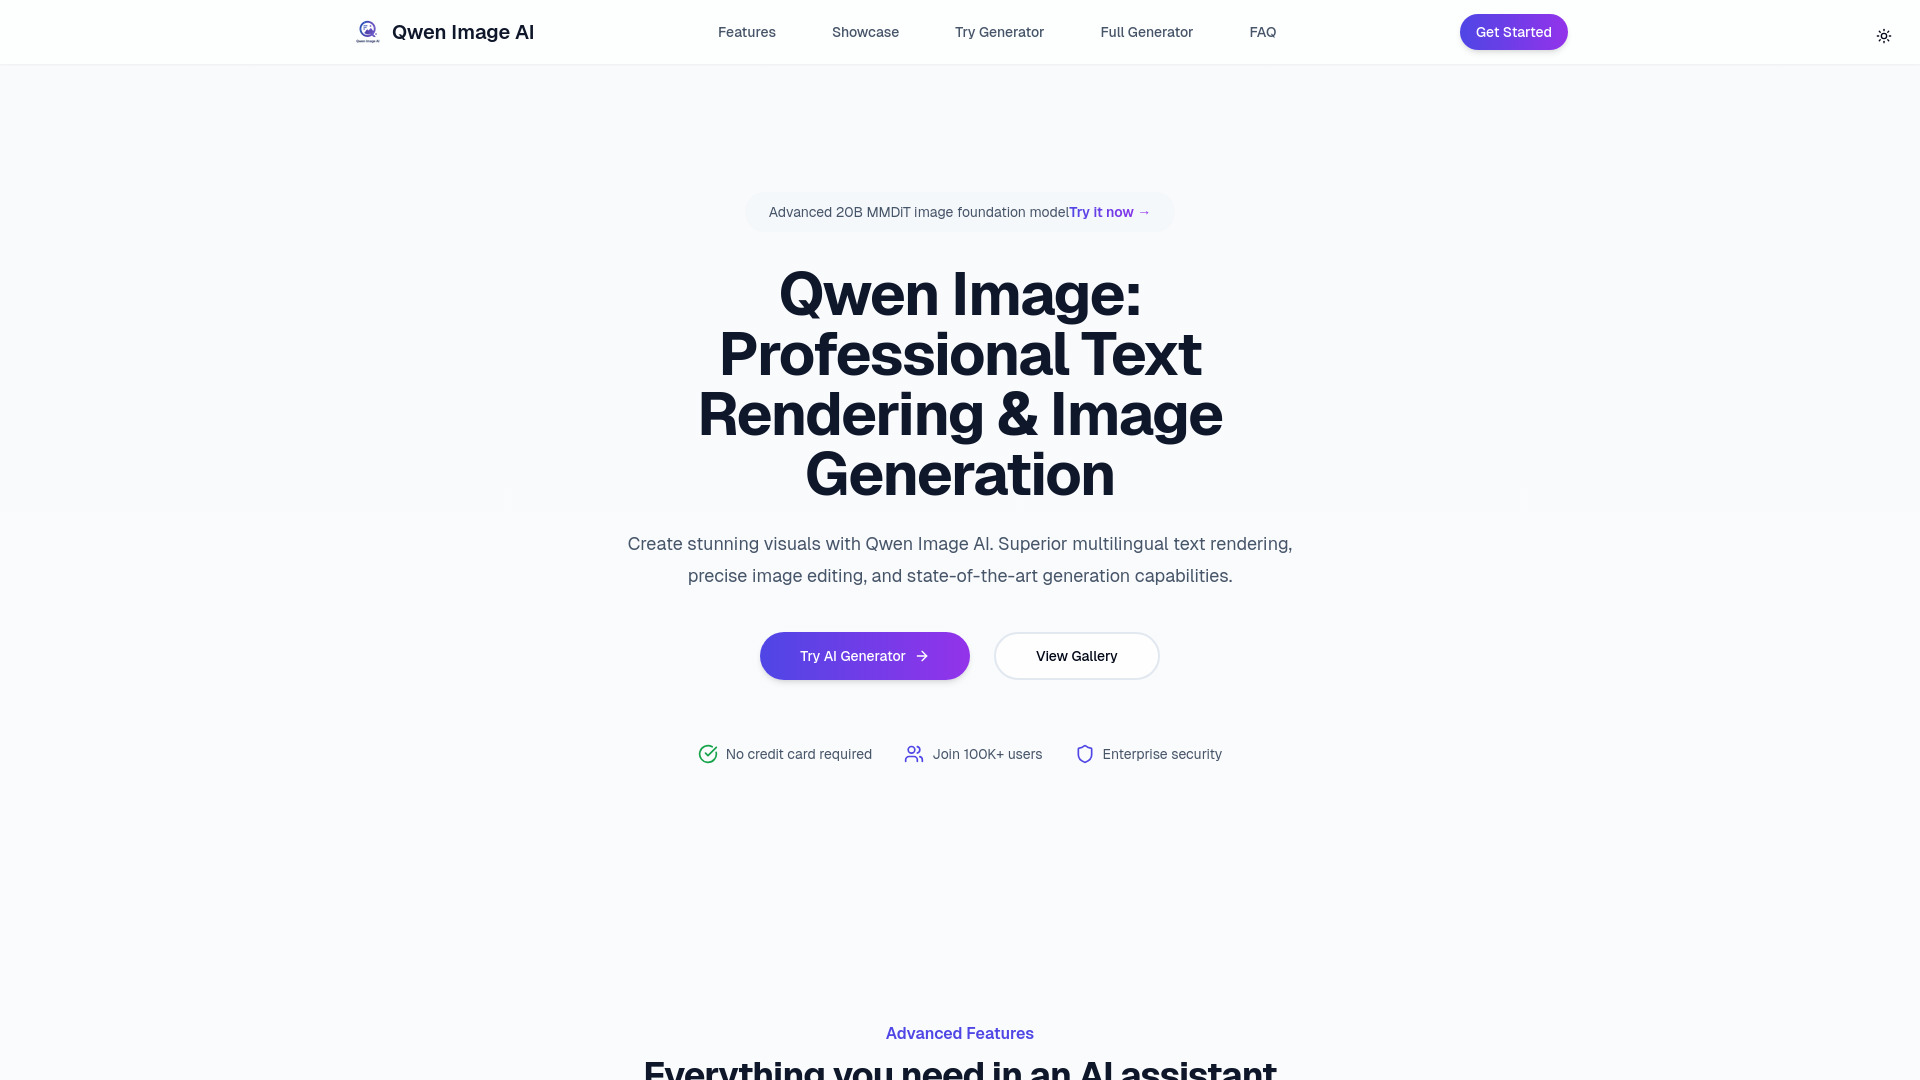 Qwen Image AI
Features
Showcase
Try Generator
Full Generator
FAQ
Get Started
Advanced 20B MMDiT image foundation modelTry it now →
Qwen Image:
Professional Text
Rendering & Image
Generation
Create stunning visuals with Qwen Image AI. Superior multilingual text rendering,
precise image editing, and state-of-the-art generation capabilities.
Try AI Generator →
View Gallery
No credit card required
Join 100K+ users
Enterprise security
Advanced Features
Everything you need in an AI assistant